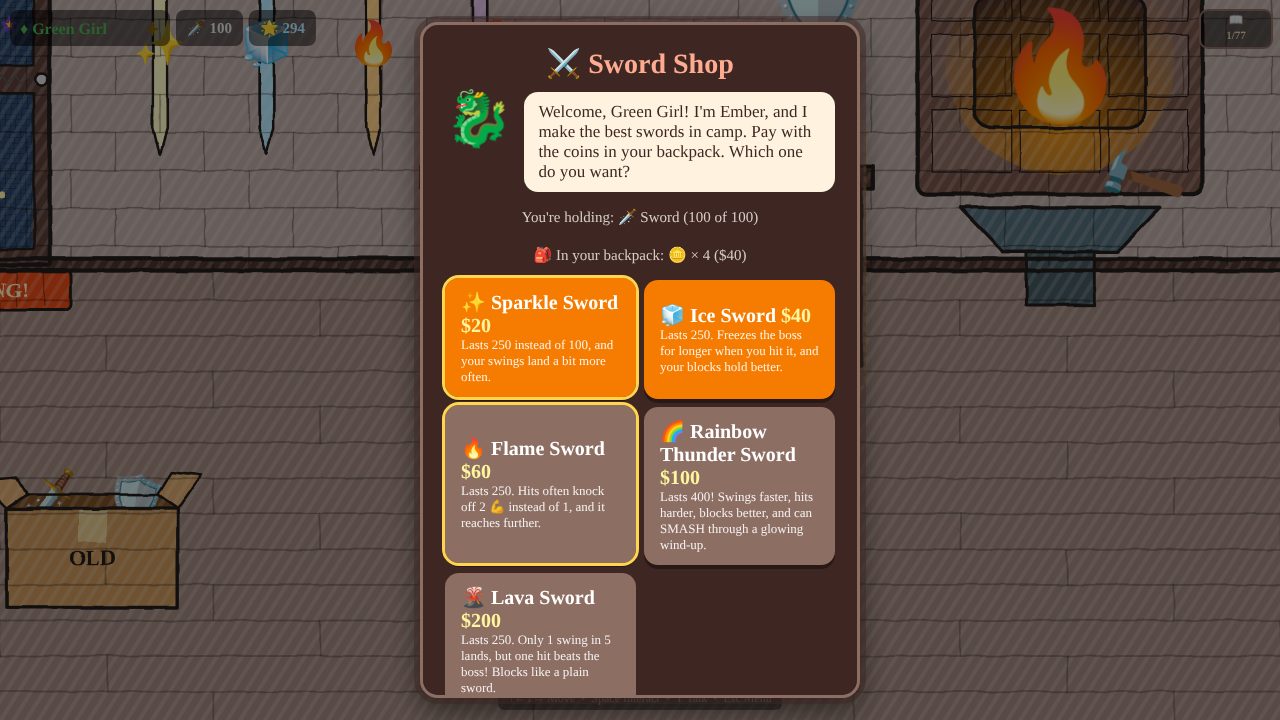 ♦ Green Girl
100
294
1/77
⚔️ Sword Shop
Welcome, Green Girl! I'm Ember, and I
make the best swords in camp. Pay with
the coins in your backpack. Which one
do you want?
You're holding: 🗡️ Sword (100 of 100)
🎒 In your backpack: 🪙 × 4 ($40)
✨ Sparkle Sword
$20
Lasts 250 instead of 100, and
your swings land a bit more
often.
🧊 Ice Sword $40
Lasts 250. Freezes the boss
for longer when you hit it, and
your blocks hold better.
🔥 Flame Sword
$60
Lasts 250. Hits often knock
off 2 💪 instead of 1, and it
reaches further.
🌈 Rainbow
Thunder Sword
$100
Lasts 400! Swings faster, hits
harder, blocks better, and can
SMASH through a glowing
wind-up.
🌋 Lava Sword
$200
Lasts 250. Only 1 swing in 5
lands, but one hit beats the
boss! Blocks like a plain
sword.
NG!
OLD